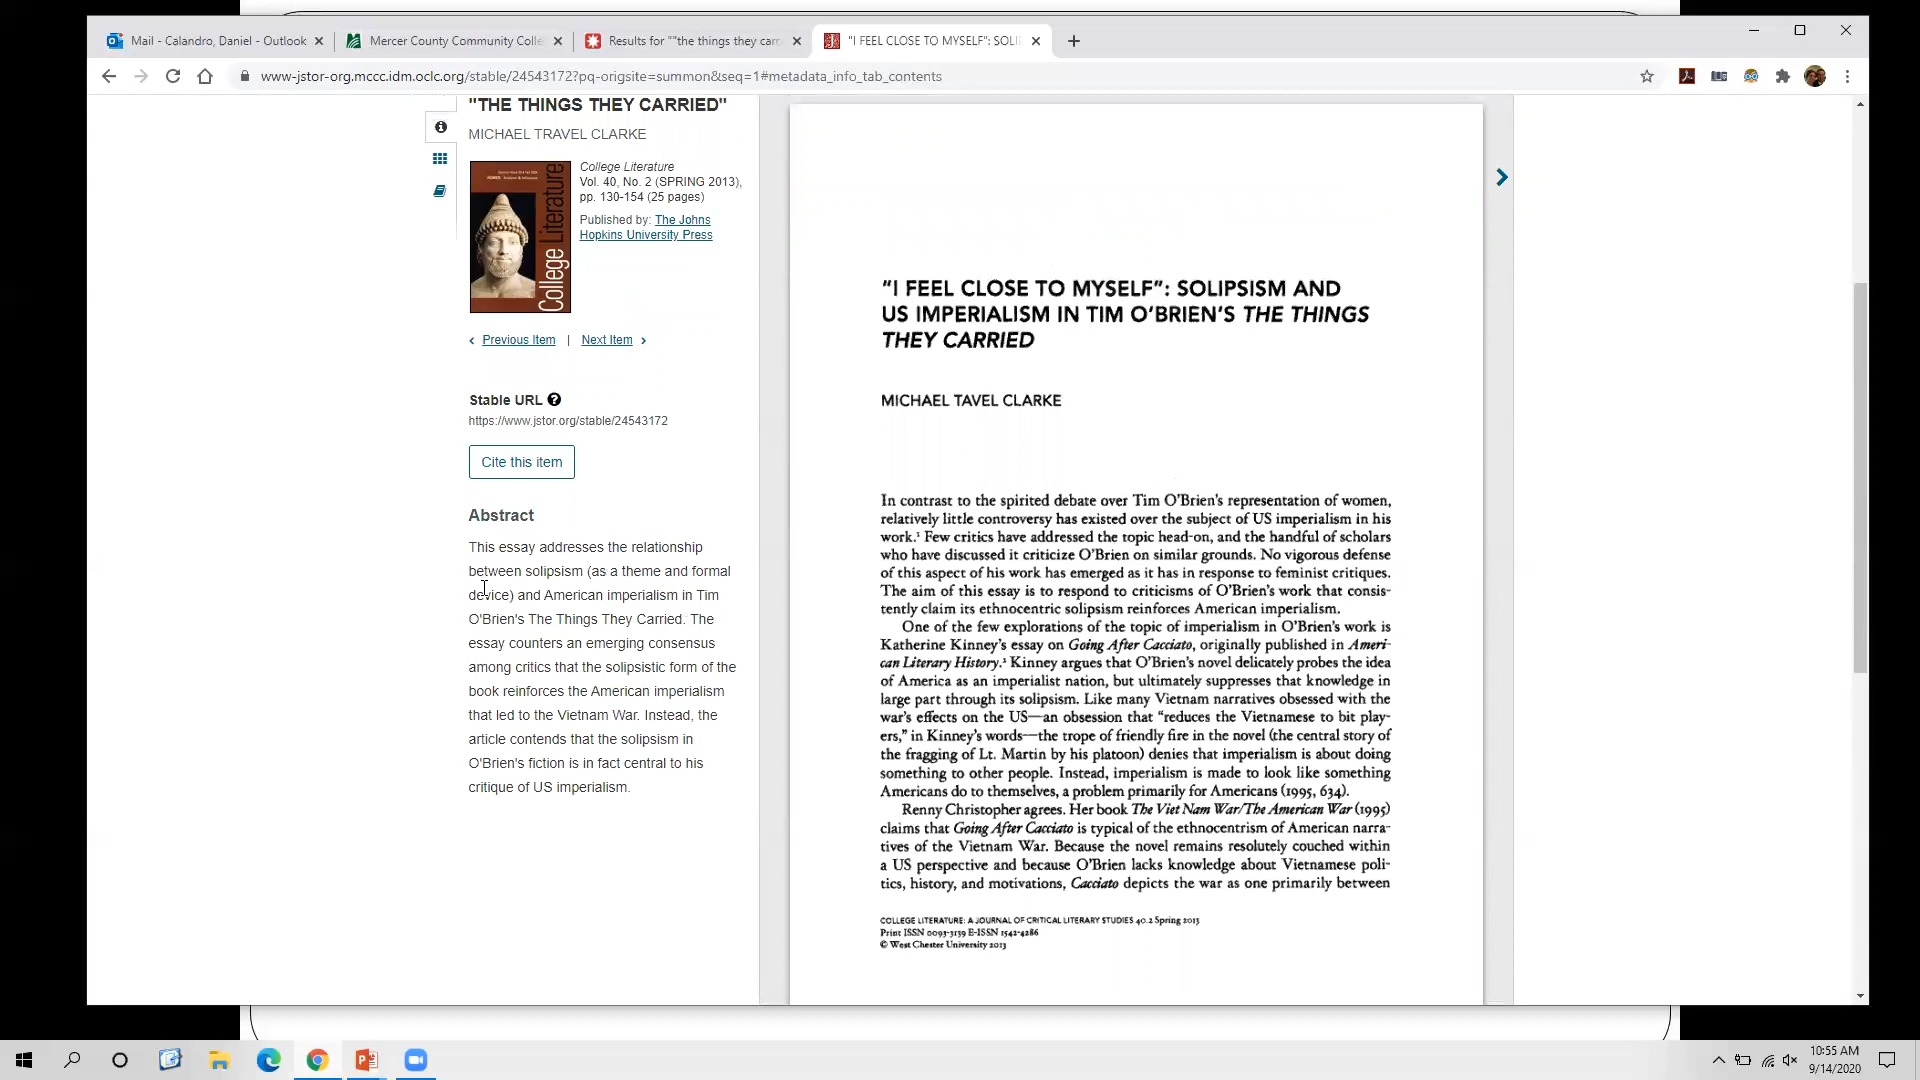 Mail - Calandro, Daniel - Outlook
Mercer County Community Colle
Results for ""the things they carr
"I FEEL CLOSE TO MYSELF": SOLI
www-jstor-org.mccc.idm.oclc.org/stable/24543172?pq-origsite=summon&seq=1#metadata_info_tab_contents
"THE THINGS THEY CARRIED"
MICHAEL TRAVEL CLARKE
College Literature
Vol. 40, No. 2 (SPRING 2013),
pp. 130-154 (25 pages)
Published by: The Johns
Hopkins University Press
College Literature
Previous Item | Next Item
Stable URL
https://www.jstor.org/stable/24543172
Cite this item
Abstract
This essay addresses the relationship
between solipsism (as a theme and formal
device) and American imperialism in Tim
O'Brien's The Things They Carried. The
essay counters an emerging consensus
among critics that the solipsistic form of the
book reinforces the American imperialism
that led to the Vietnam War. Instead, the
article contends that the solipsism in
O'Brien's fiction is in fact central to his
critique of US imperialism.
"I FEEL CLOSE TO MYSELF": SOLIPSISM AND
US IMPERIALISM IN TIM O'BRIEN'S THE THINGS
THEY CARRIED
MICHAEL TAVEL CLARKE
In contrast to the spirited debate over Tim O'Brien's representation of women,
relatively little controversy has existed over the subject of US imperialism in his
work.¹ Few critics have addressed the topic head-on, and the handful of scholars
who have discussed it criticize O'Brien on similar grounds. No vigorous defense
of this aspect of his work has emerged as it has in response to feminist critiques.
The aim of this essay is to respond to criticisms of O'Brien's work that consis-
tently claim its ethnocentric solipsism reinforces American imperialism.
One of the few explorations of the topic of imperialism in O'Brien's work is
Katherine Kinney's essay on Going After Cacciato, originally published in Ameri-
can Literary History.² Kinney argues that O'Brien's novel delicately probes the idea
of America as an imperialist nation, but ultimately suppresses that knowledge in
large part through its solipsism. Like many Vietnam narratives obsessed with the
war's effects on the US—an obsession that "reduces the Vietnamese to bit play-
ers," in Kinney's words—the trope of friendly fire in the novel (the central story of
the fragging of Lt. Martin by his platoon) denies that imperialism is about doing
something to other people. Instead, imperialism is made to look like something
Americans do to themselves, a problem primarily for Americans (1995, 634).
Renny Christopher agrees. Her book The Viet Nam War/The American War (1995)
claims that Going After Cacciato is typical of the ethnocentrism of American narra-
tives of the Vietnam War. Because the novel remains resolutely couched within
a US perspective and because O'Brien lacks knowledge about Vietnamese poli-
tics, history, and motivations, Cacciato depicts the war as one primarily between
COLLEGE LITERATURE: A JOURNAL OF CRITICAL LITERARY STUDIES 40.2 Spring 2013
Print ISSN 0093-3139 E-ISSN 1542-4286
© West Chester University 2013
10:55 AM
9/14/2020